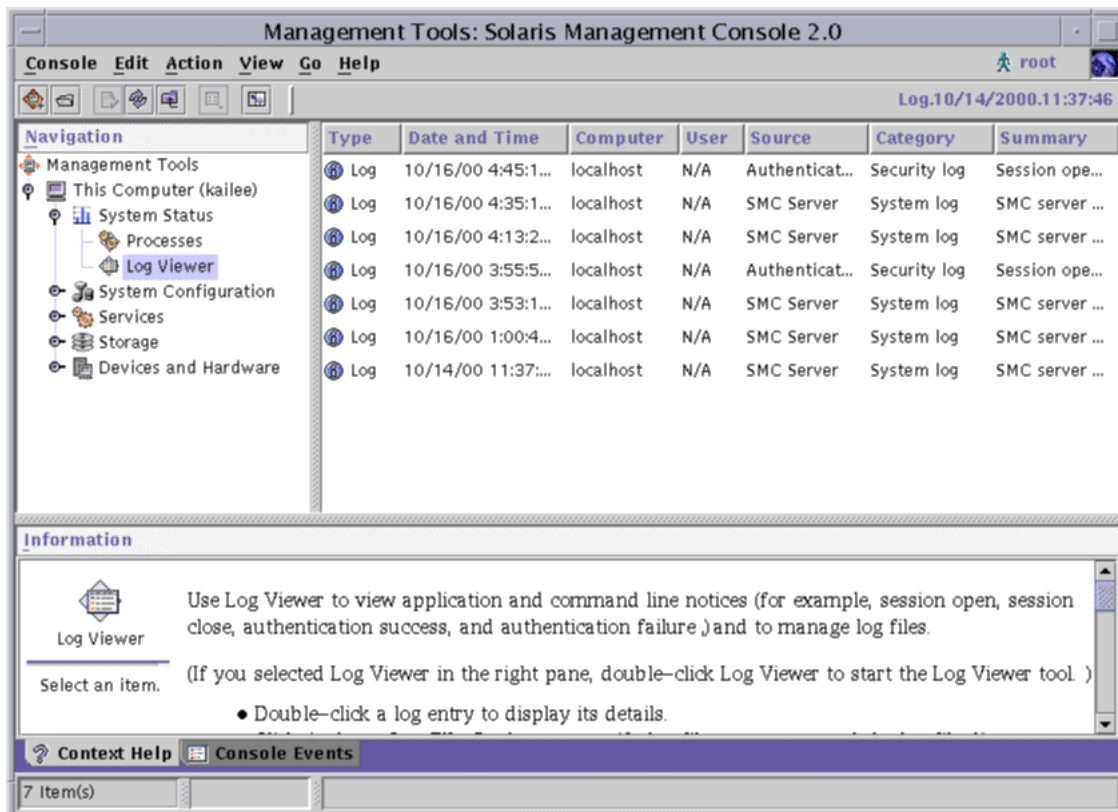 Management Tools: Solaris Management Console 2.0
Console Edit Action View Go Help
root
Log.10/14/2000.11:37:46
Navigation
Management Tools
This Computer (kailee)
System Status
Processes
Log Viewer
System Configuration
Services
Storage
Devices and Hardware
Type Date and Time Computer User Source Category Summary
Log 10/16/00 4:45:1... localhost N/A Authenticat... Security log Session ope...
Log 10/16/00 4:35:1... localhost N/A SMC Server System log SMC server ...
Log 10/16/00 4:13:2... localhost N/A SMC Server System log SMC server ...
Log 10/16/00 3:55:5... localhost N/A Authenticat... Security log Session ope...
Log 10/16/00 3:53:1... localhost N/A SMC Server System log SMC server ...
Log 10/16/00 1:00:4... localhost N/A SMC Server System log SMC server ...
Log 10/14/00 11:37:... localhost N/A SMC Server System log SMC server ...
Information
Log Viewer
Select an item.
Use Log Viewer to view application and command line notices (for example, session open, session
close, authentication success, and authentication failure,) and to manage log files.
(If you selected Log Viewer in the right pane, double-click Log Viewer to start the Log Viewer tool. )
● Double-click a log entry to display its details.
Context Help
Console Events
7 Item(s)